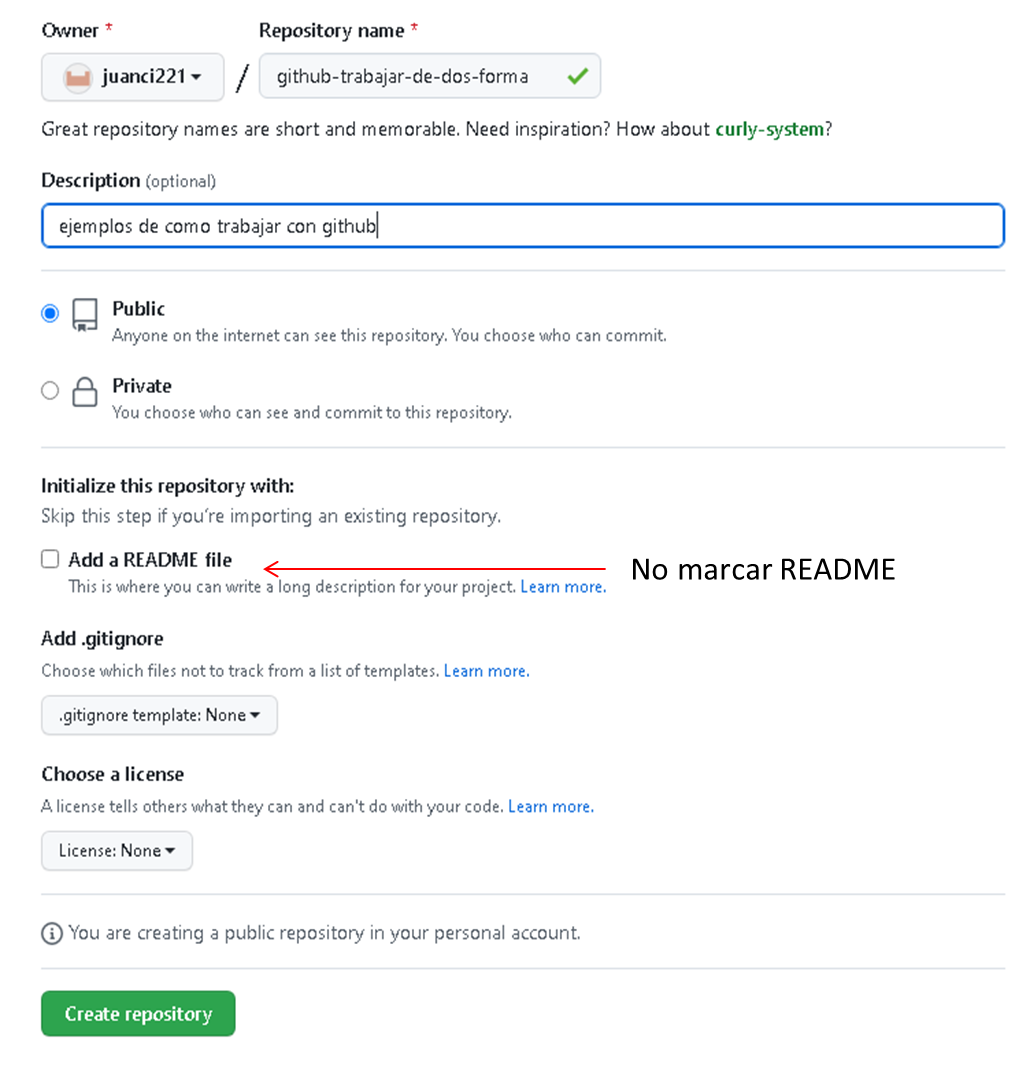 Owner * Repository name *
juanci221 / github-trabajar-de-dos-forma
Great repository names are short and memorable. Need inspiration? How about curly-system?
Description (optional)
ejemplos de como trabajar con github
Public
Anyone on the internet can see this repository. You choose who can commit.
Private
You choose who can see and commit to this repository.
Initialize this repository with:
Skip this step if you're importing an existing repository.
Add a README file
No marcar README
This is where you can write a long description for your project. Learn more.
Add .gitignore
Choose which files not to track from a list of templates. Learn more.
.gitignore template: None
Choose a license
A license tells others what they can and can't do with your code. Learn more.
License: None
You are creating a public repository in your personal account.
Create repository